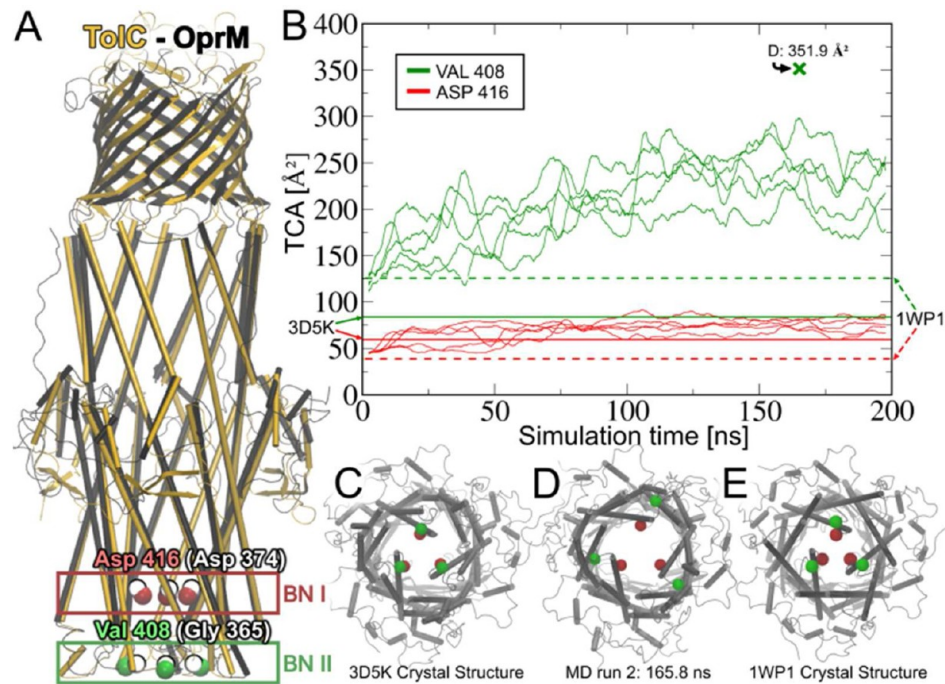 A
TolC - OprM
Asp 416 (Asp 374)
BN I
Val 408 (Gly 365)
BN II
B
D: 351.9 Å²
VAL 408
ASP 416
TCA [Å²]
400
350
300
250
200
150
100
50
0
3D5K
1WP1
0 50 100 150 200
Simulation time [ns]
C
3D5K Crystal Structure
D
MD run 2: 165.8 ns
E
1WP1 Crystal Structure